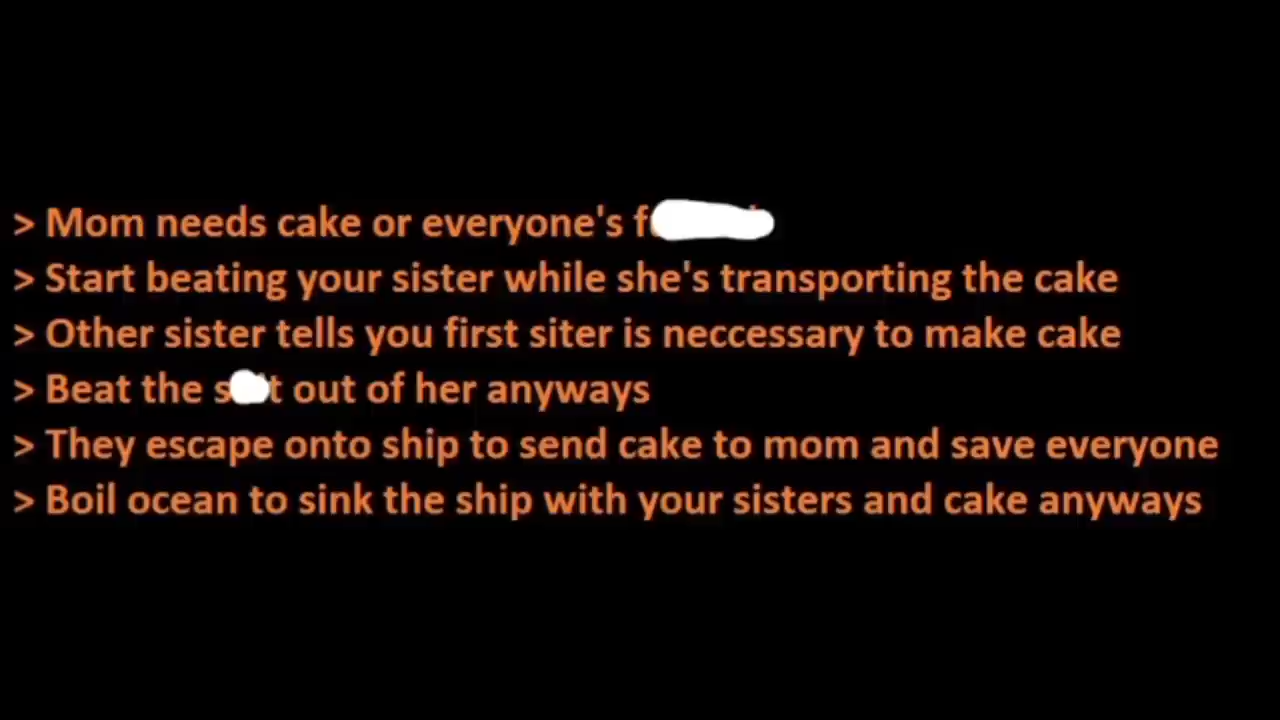 > Mom needs cake or everyone's f
> Start beating your sister while she's transporting the cake
> Other sister tells you first siter is neccessary to make cake
> Beat the s t out of her anyways
> They escape onto ship to send cake to mom and save everyone
> Boil ocean to sink the ship with your sisters and cake anyways